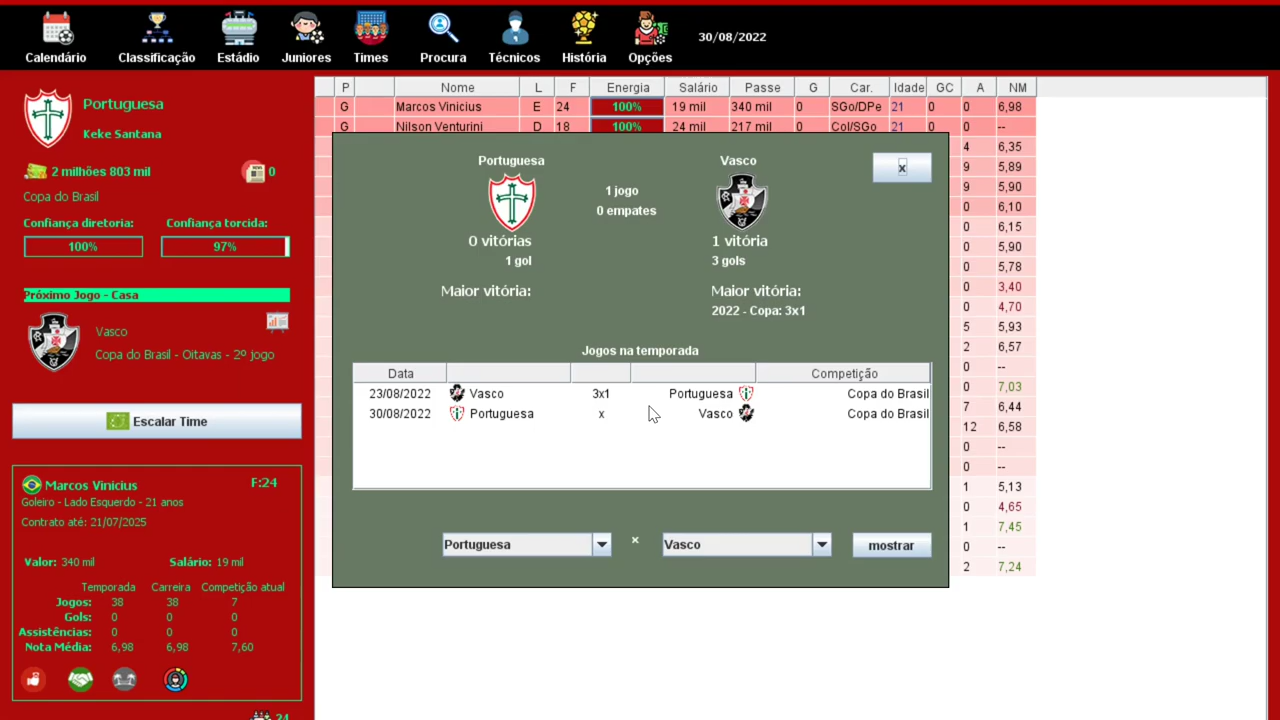 Calendário Classificação Estádio Juniores Times Procura Técnicos História Opções 30/08/2022
Portuguesa
Keke Santana
2 milhões 803 mil 0
Copa do Brasil
Confiança diretoria: Confiança torcida:
100% 97%
Próximo Jogo - Casa
Vasco
Copa do Brasil - Oitavas - 2º jogo
Escalar Time
Marcos Vinicius F:24
Goleiro - Lado Esquerdo - 21 anos
Contrato até: 21/07/2025
Valor: 340 mil Salário: 19 mil
Temporada Carreira Competição atual
Jogos: 38 38 7
Gols: 0 0 0
Assistências: 0 0 0
Nota Média: 6,98 6,98 7,60
24
P Nome L F Energia Salário Passe G Car. Idade GC A NM
G Marcos Vinicius E 24 100% 19 mil 340 mil 0 SGo/DPe 21 0 0 6,98
G Nilson Venturini D 18 100% 24 mil 217 mil 0 Col/SGo 21 0 0 --
4 6,35
9 5,89
9 5,90
0 6,10
0 6,15
0 5,90
0 5,78
0 3,40
0 4,70
5 5,93
2 6,57
0 --
0 7,03
7 6,44
12 6,58
0 --
0 --
1 5,13
0 4,65
1 7,45
0 --
2 7,24
Portuguesa Vasco x
1 jogo
0 empates
0 vitórias 1 vitória
1 gol 3 gols
Maior vitória: Maior vitória:
2022 - Copa: 3x1
Jogos na temporada
Data Competição
23/08/2022 Vasco 3x1 Portuguesa Copa do Brasil
30/08/2022 Portuguesa x Vasco Copa do Brasil
Portuguesa × Vasco mostrar